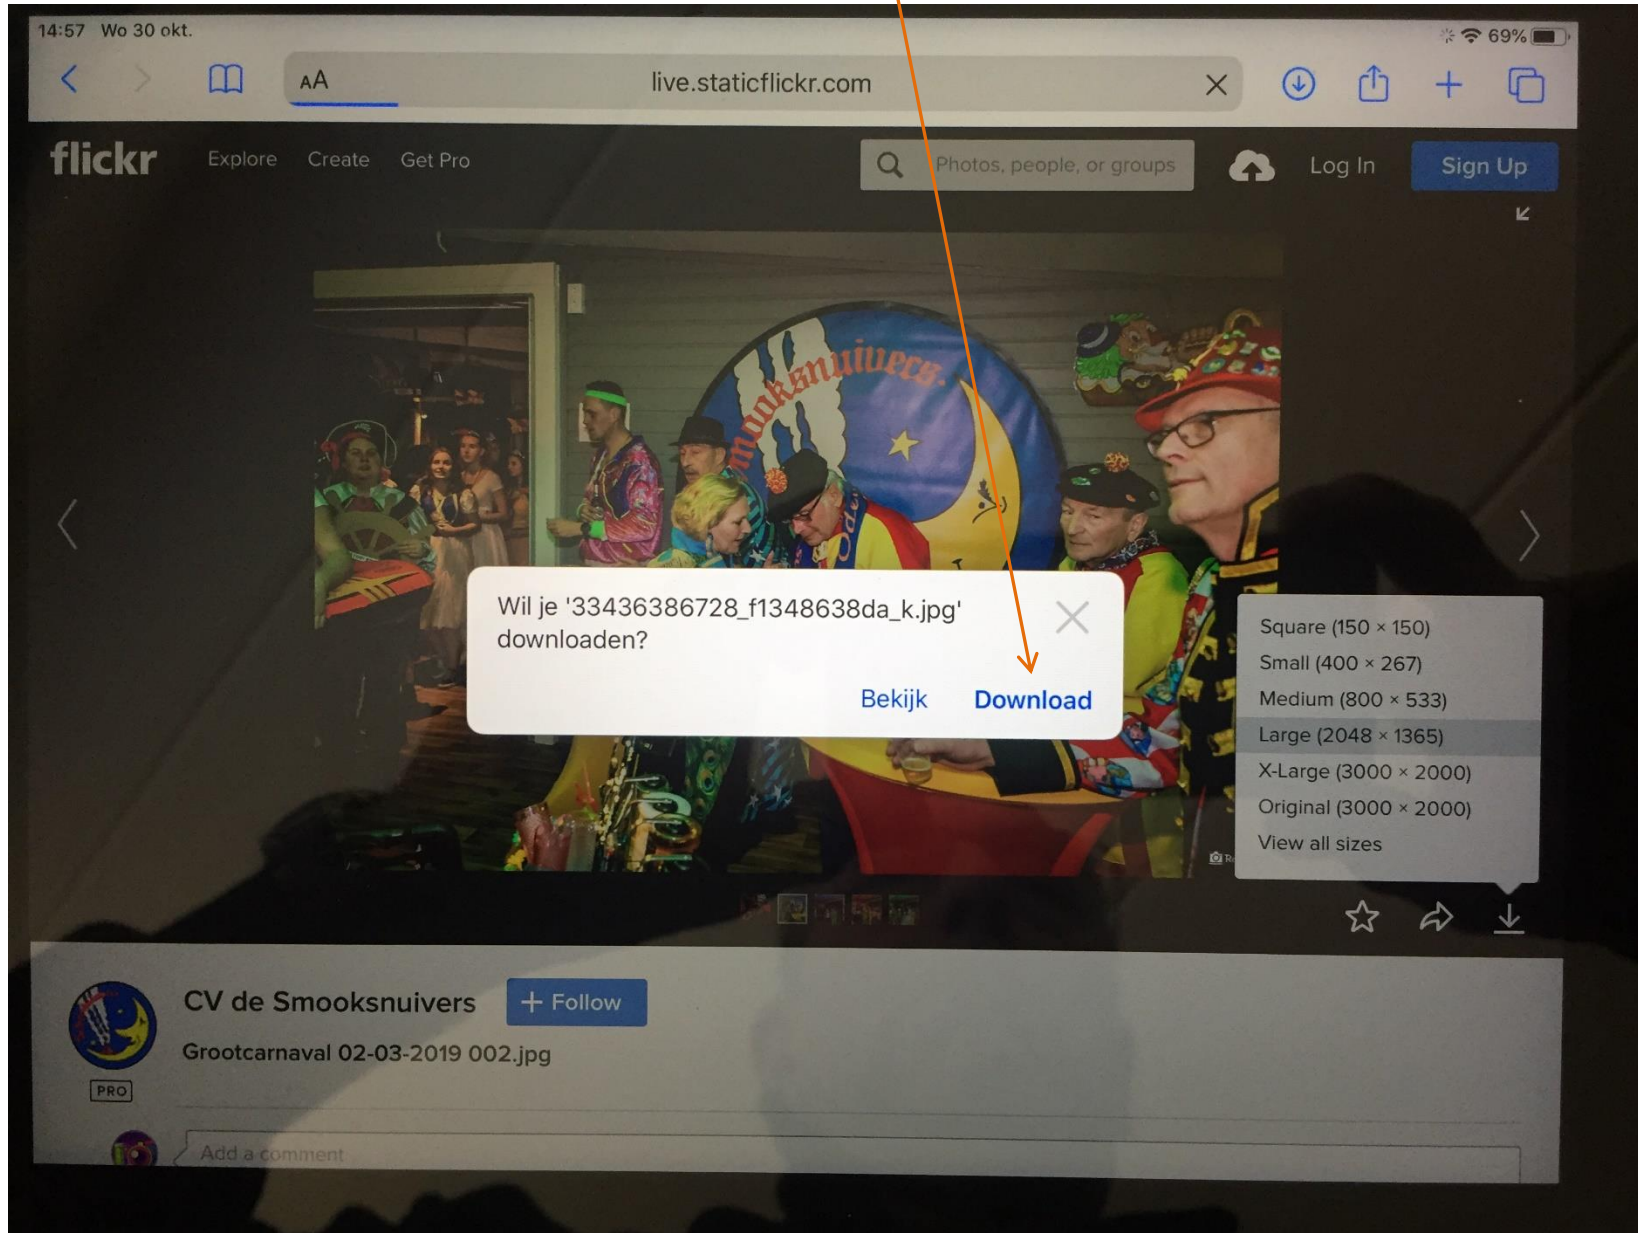 14:57 Wo 30 okt.
69%
AA
live.staticflickr.com
flickr
Explore
Create
Get Pro
Photos, people, or groups
Log In
Sign Up
mooksnuivers.
Wil je '33436386728_f1348638da_k.jpg'
downloaden?
Bekijk
Download
Square (150 × 150)
Small (400 × 267)
Medium (800 × 533)
Large (2048 × 1365)
X-Large (3000 × 2000)
Original (3000 × 2000)
View all sizes
CV de Smooksnuivers
+ Follow
Grootcarnaval 02-03-2019 002.jpg
PRO
Add a comment